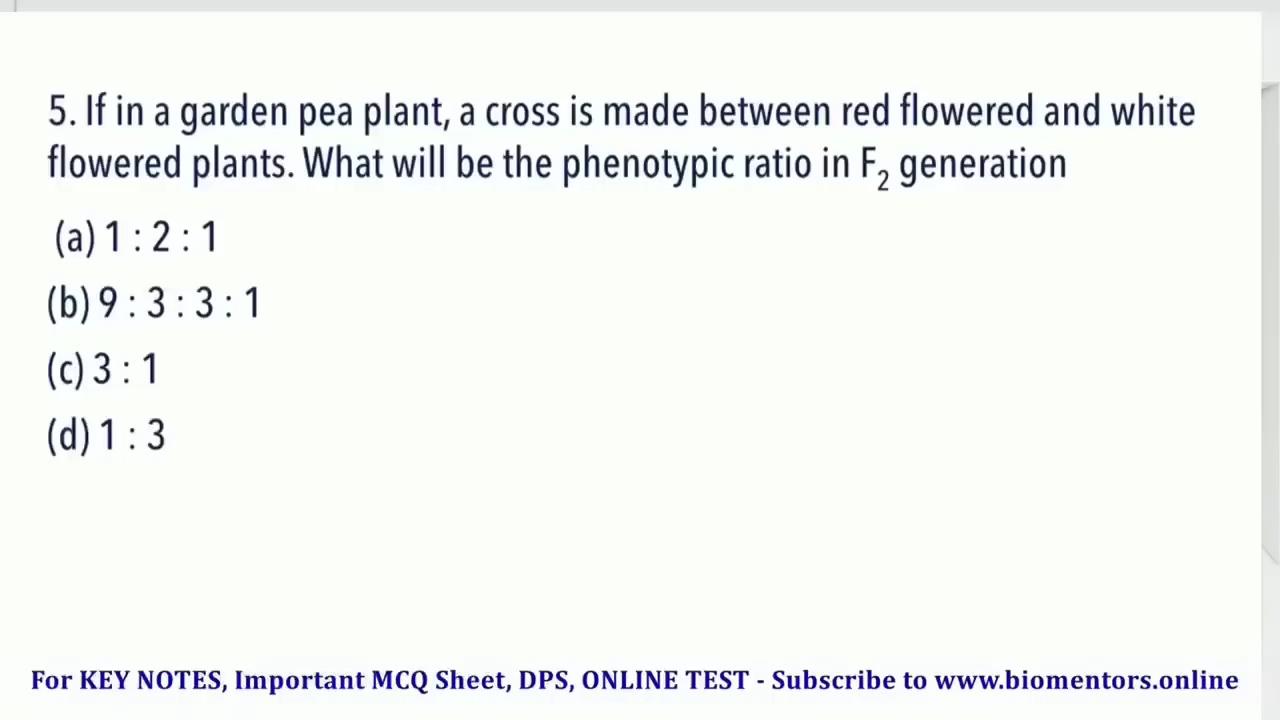 5. If in a garden pea plant, a cross is made between red flowered and white
flowered plants. What will be the phenotypic ratio in F₂ generation
(a) 1 : 2 : 1
(b) 9 : 3 : 3 : 1
(c) 3 : 1
(d) 1 : 3
For KEY NOTES, Important MCQ Sheet, DPS, ONLINE TEST - Subscribe to www.biomentors.online